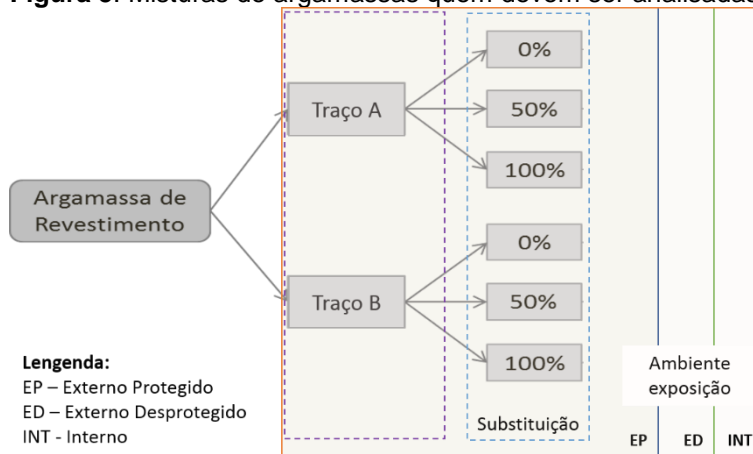 Figura 3. Misturas de argamassas quem devem ser analisadas
Argamassa de
Revestimento
Traço A
0%
50%
100%
Traço B
0%
50%
100%
Substituição
Ambiente
exposição
EP
ED
INT
Lengenda:
EP – Externo Protegido
ED – Externo Desprotegido
INT - Interno